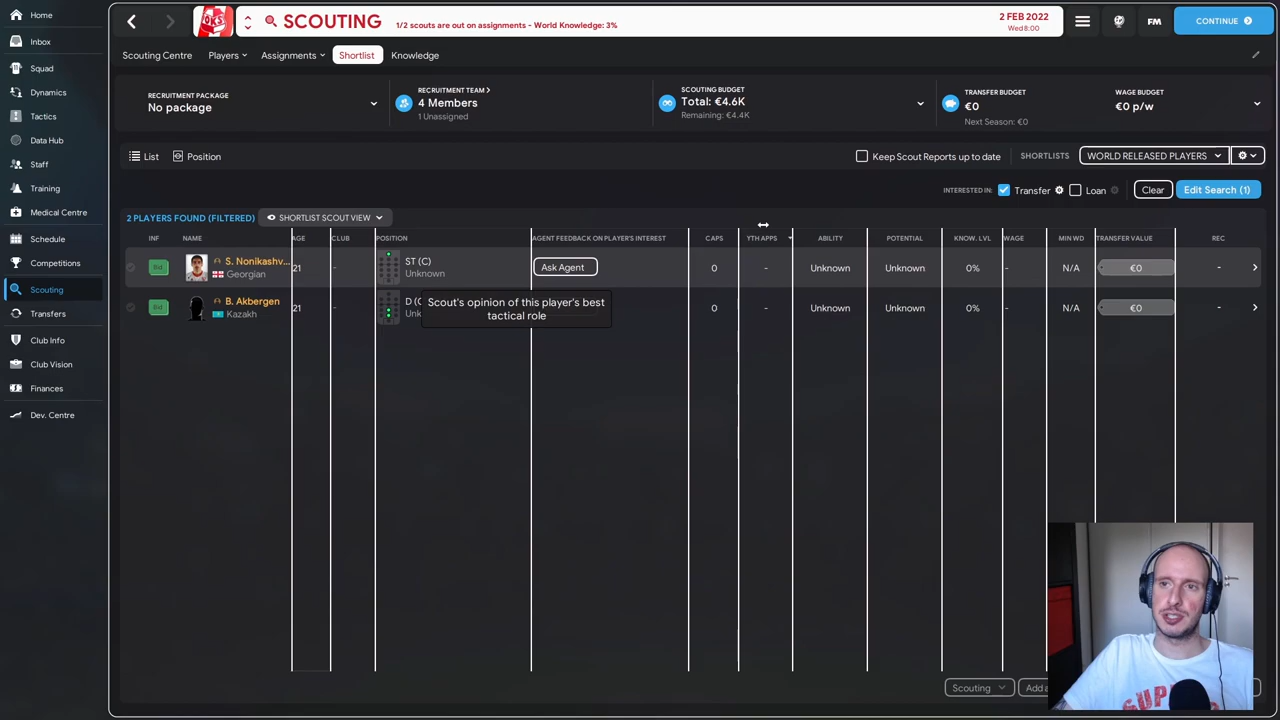 Home
Inbox
Squad
Dynamics
Tactics
Data Hub
Staff
Training
Medical Centre
Schedule
Competitions
Scouting
Transfers
Club Info
Club Vision
Finances
Dev. Centre
OKS
SCOUTING
1/2 scouts are out on assignments - World Knowledge: 3%
2 FEB 2022
Wed 8:00
FM
CONTINUE
Scouting Centre
Players
Assignments
Shortlist
Knowledge
RECRUITMENT PACKAGE
No package
RECRUITMENT TEAM
4 Members
1 Unassigned
SCOUTING BUDGET
Total: €4.6K
Remaining: €4.4K
TRANSFER BUDGET
€0
Next Season: €0
WAGE BUDGET
€0 p/w
List
Position
Keep Scout Reports up to date
SHORTLISTS
WORLD RELEASED PLAYERS
INTERESTED IN:
Transfer
Loan
Clear
Edit Search (1)
2 PLAYERS FOUND (FILTERED)
SHORTLIST SCOUT VIEW
INF NAME AGE CLUB POSITION AGENT FEEDBACK ON PLAYER'S INTEREST CAPS YTH APPS ABILITY POTENTIAL KNOW. LVL WAGE MIN WD TRANSFER VALUE REC
S. Nonikashv... 21 - ST (C) Ask Agent 0 - Unknown Unknown 0% - N/A €0 -
Georgian Unknown
B. Akbergen 21 - D (C 0 - Unknown Unknown 0% - N/A €0 -
Kazakh Unk
Scout's opinion of this player's best
tactical role
Scouting
Add a
SUP